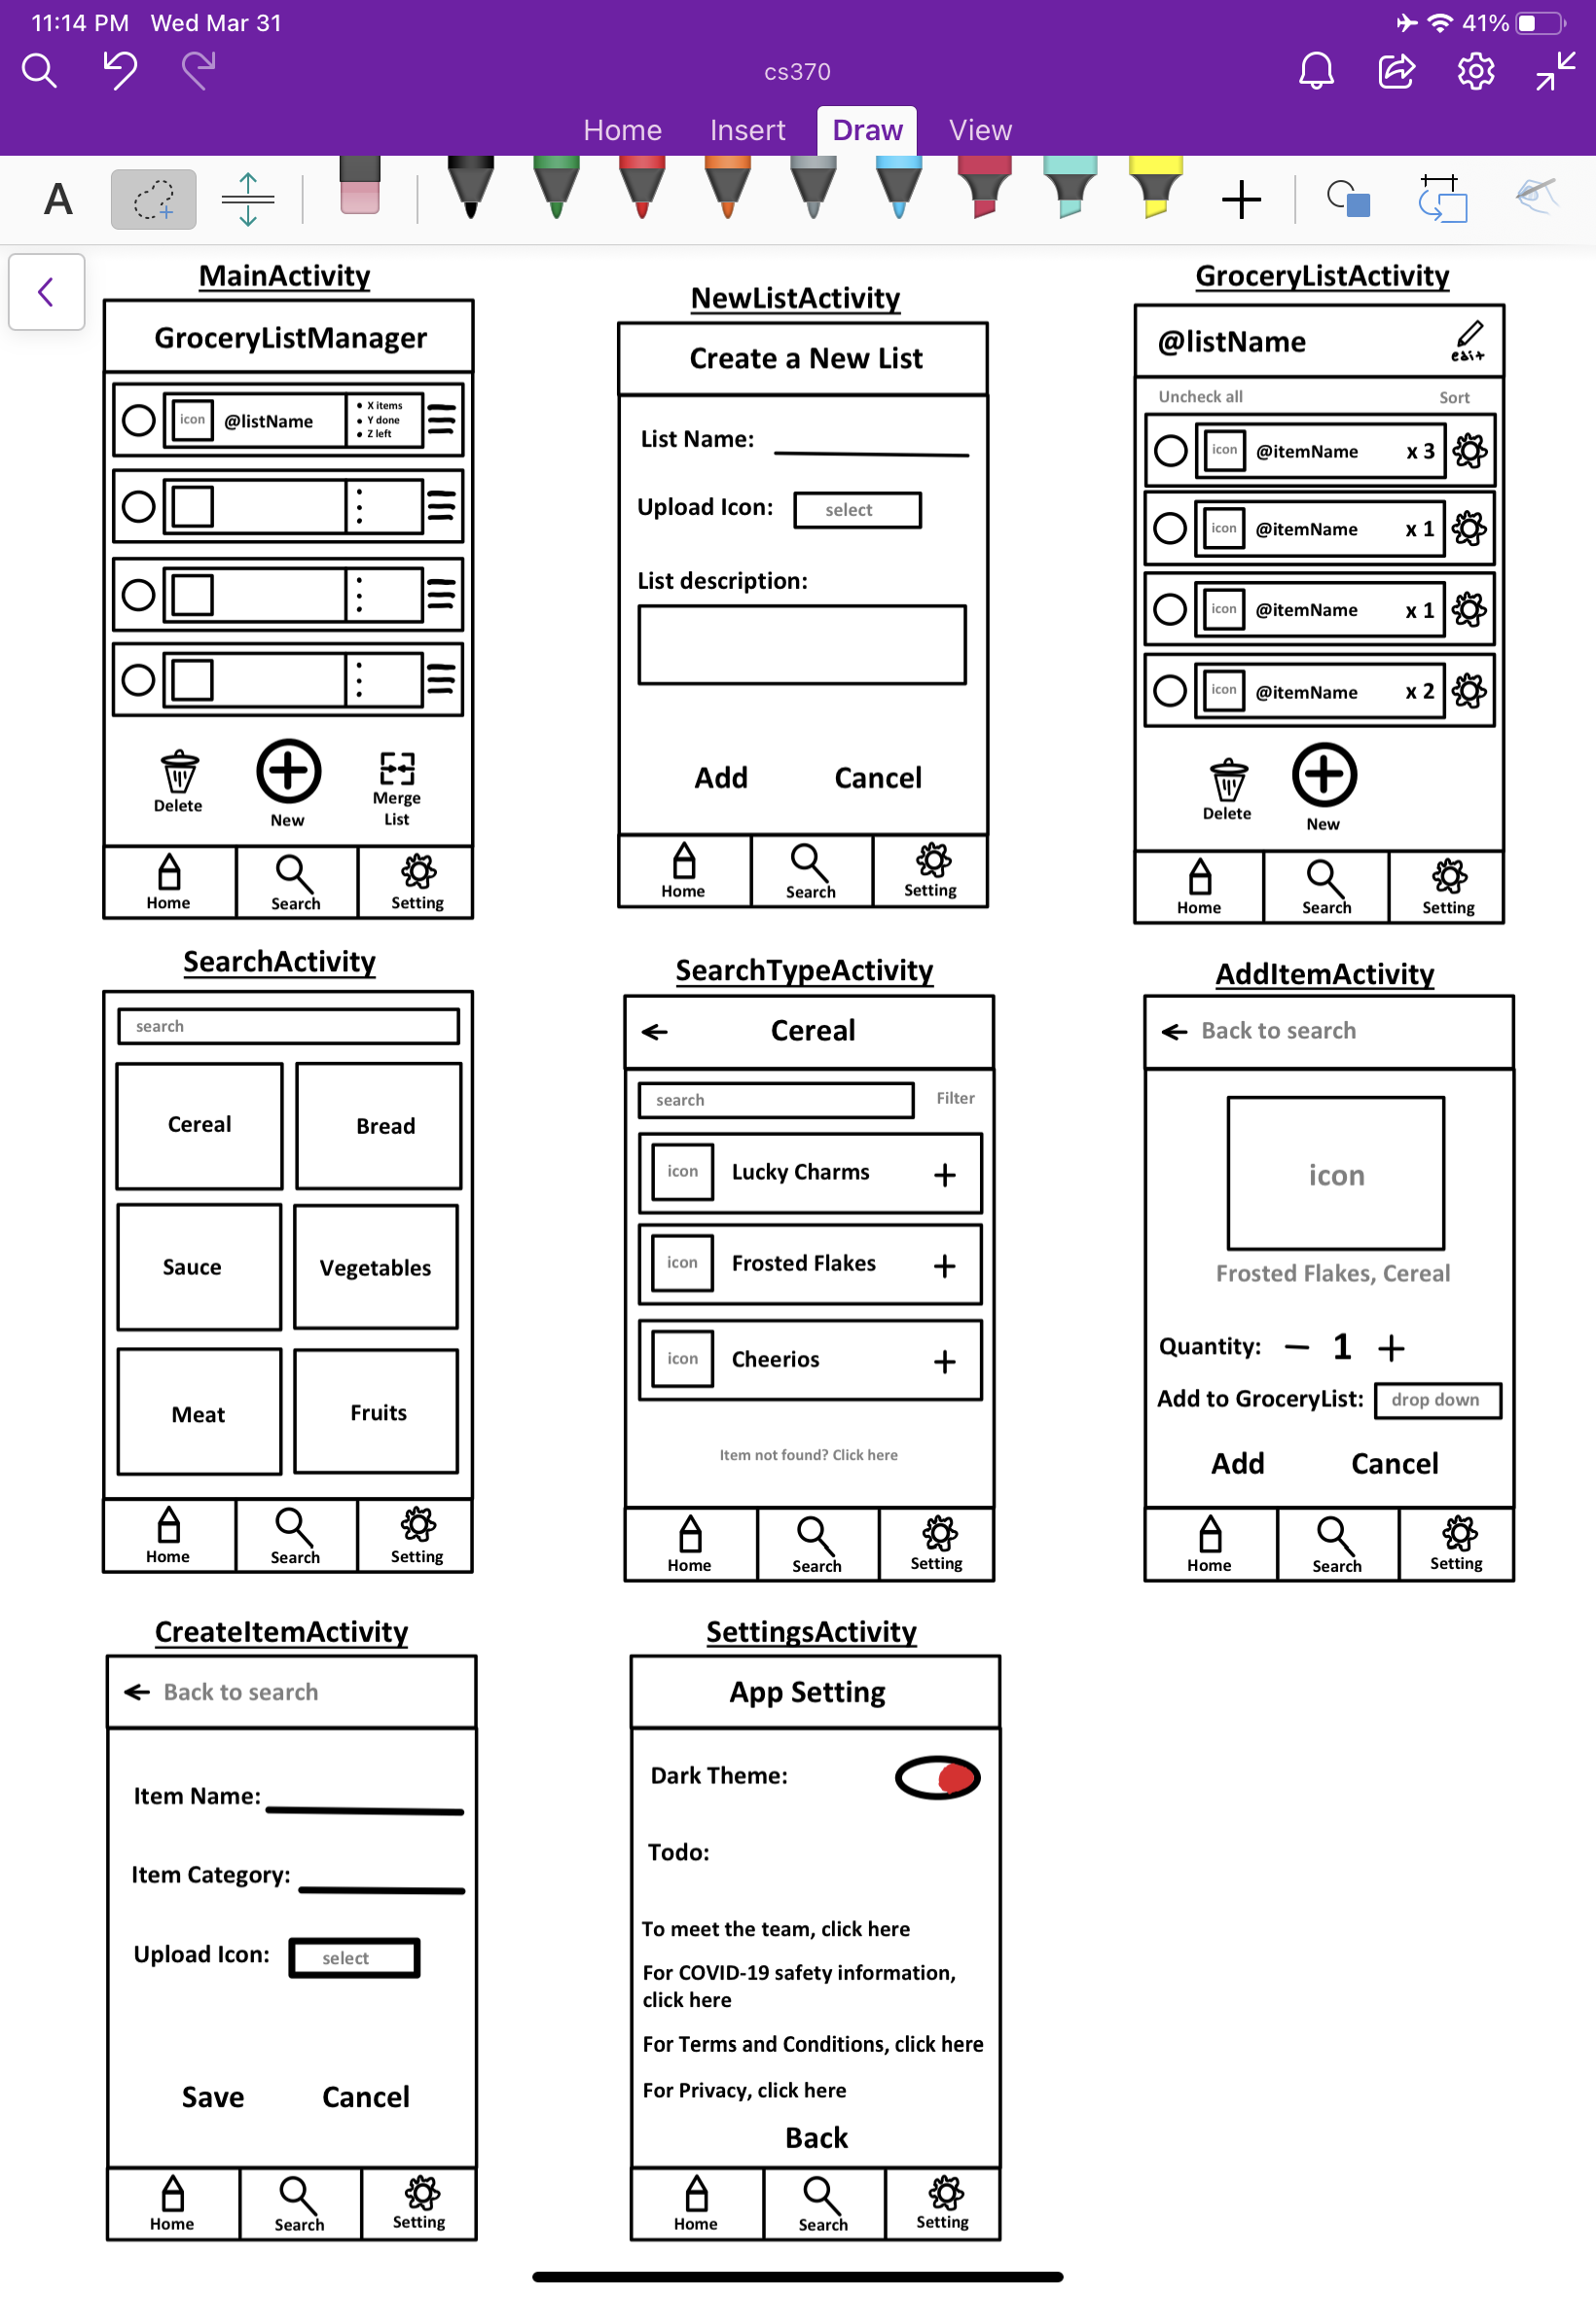 11:14 PM Wed Mar 31
41%
cs370
Home Insert Draw View
A
MainActivity
GroceryListManager
icon @listName
• X items
• Y done
• Z left
Delete
New
Merge
List
Home Search Setting
NewListActivity
Create a New List
List Name:
Upload Icon: select
List description:
Add Cancel
Home Search Setting
GroceryListActivity
@listName
edit
Uncheck all Sort
icon @itemName x 3
icon @itemName x 1
icon @itemName x 1
icon @itemName x 2
Delete
New
Home Search Setting
SearchActivity
search
Cereal Bread
Sauce Vegetables
Meat Fruits
Home Search Setting
SearchTypeActivity
Cereal
search Filter
icon Lucky Charms +
icon Frosted Flakes +
icon Cheerios +
Item not found? Click here
Home Search Setting
AddItemActivity
Back to search
icon
Frosted Flakes, Cereal
Quantity: − 1 +
Add to GroceryList: drop down
Add Cancel
Home Search Setting
CreateItemActivity
Back to search
Item Name:
Item Category:
Upload Icon: select
Save Cancel
Home Search Setting
SettingsActivity
App Setting
Dark Theme:
Todo:
To meet the team, click here
For COVID-19 safety information,
click here
For Terms and Conditions, click here
For Privacy, click here
Back
Home Search Setting